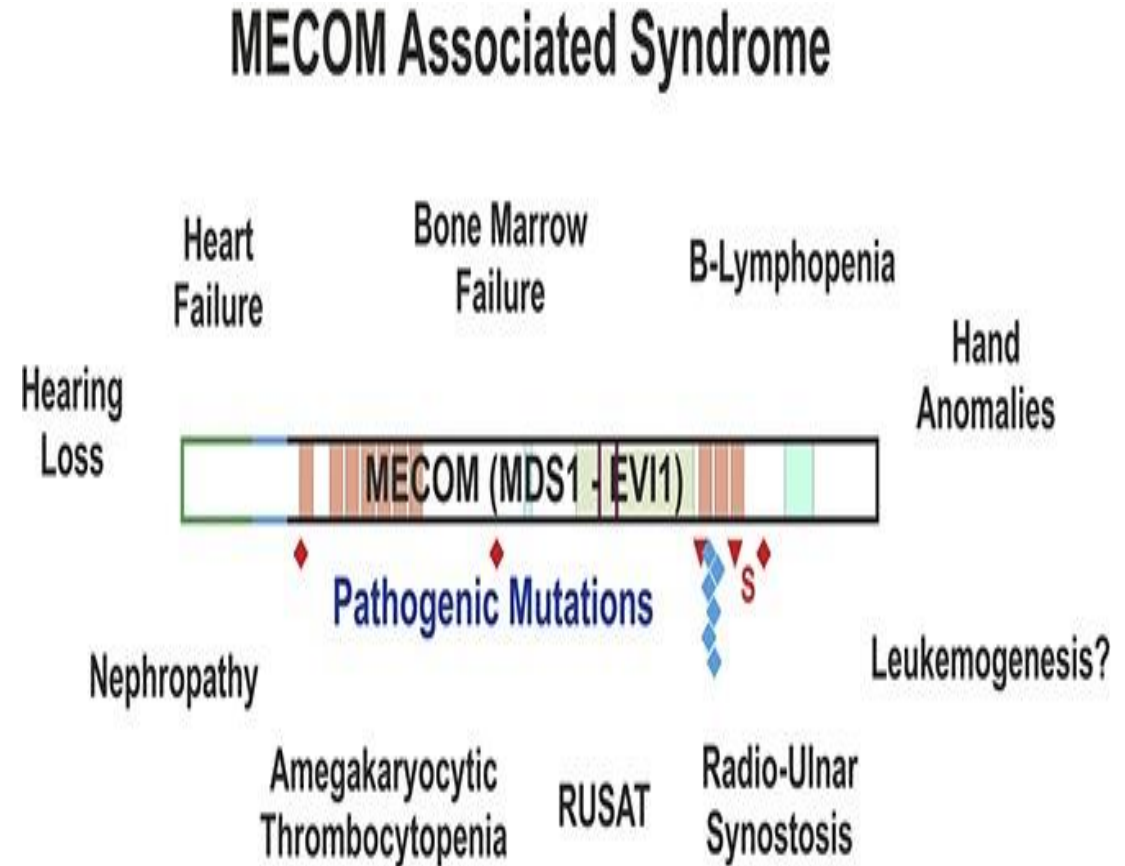 MECOM Associated Syndrome
Heart
Failure
Bone Marrow
Failure
B-Lymphopenia
Hand
Anomalies
Hearing
Loss
MECOM (MDS1 - EVI1)
S
Pathogenic Mutations
Nephropathy
Leukemogenesis?
Amegakaryocytic
Thrombocytopenia
RUSAT
Radio-Ulnar
Synostosis